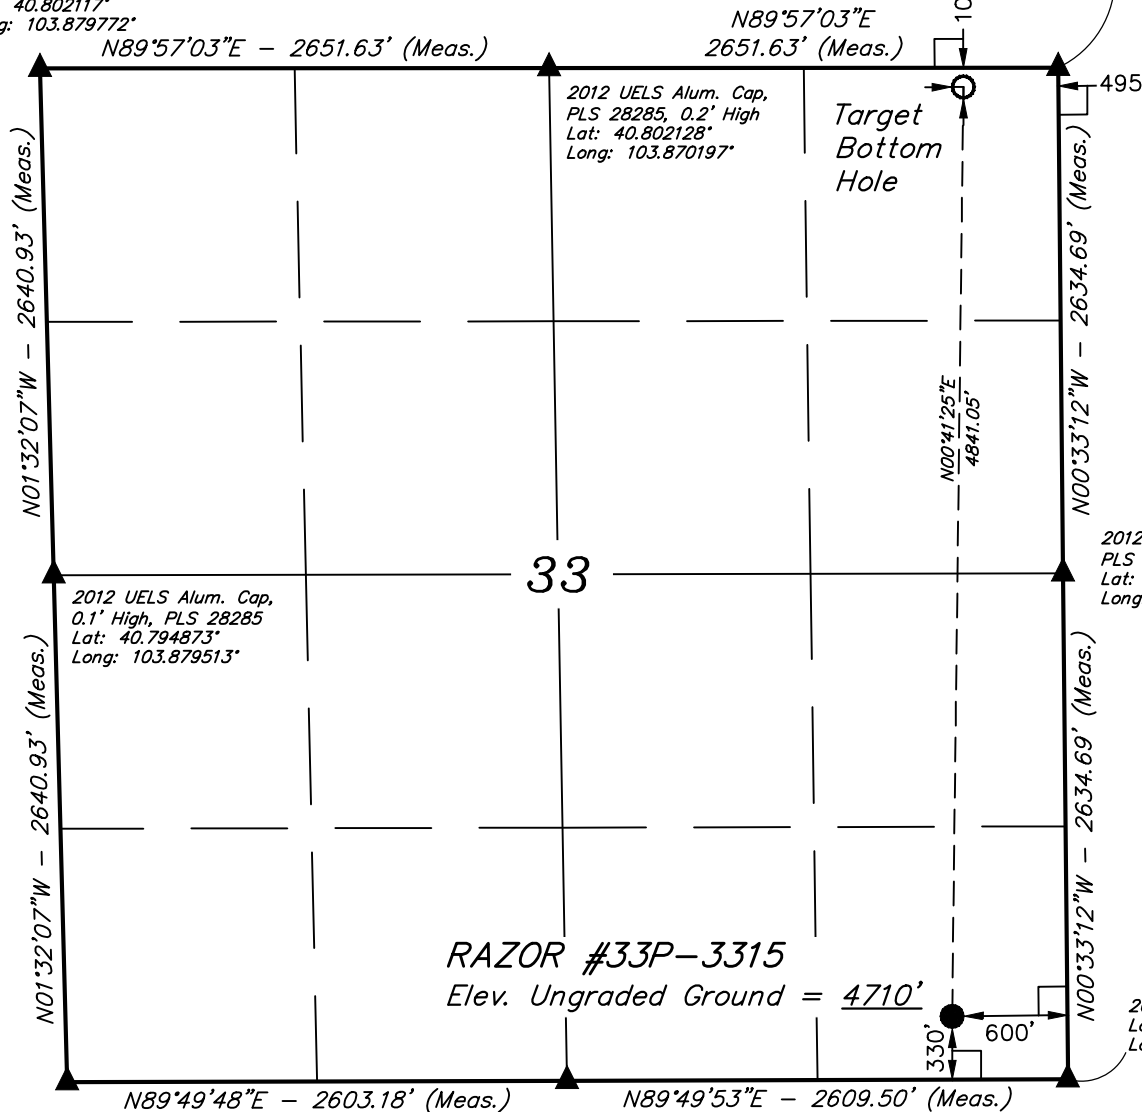 40.802117°
g: 103.879772°
N89°57'03"E - 2651.63' (Meas.)
N89°57'03"E
2651.63' (Meas.)
10
495
2012 UELS Alum. Cap,
PLS 28285, 0.2' High
Lat: 40.802128°
Long: 103.870197°
Target
Bottom
Hole
N01°32'07"W - 2640.93' (Meas.)
N00°33'12"W - 2634.69' (Meas.)
N00°41'25"E
4841.05'
33
2012
PLS
Lat:
Long
2012 UELS Alum. Cap,
0.1' High, PLS 28285
Lat: 40.794873°
Long: 103.879513°
N01°32'07"W - 2640.93' (Meas.)
N00°33'12"W - 2634.69' (Meas.)
RAZOR #33P-3315
Elev. Ungraded Ground = 4710'
600'
330'
N89°49'48"E - 2603.18' (Meas.)
N89°49'53"E - 2609.50' (Meas.)